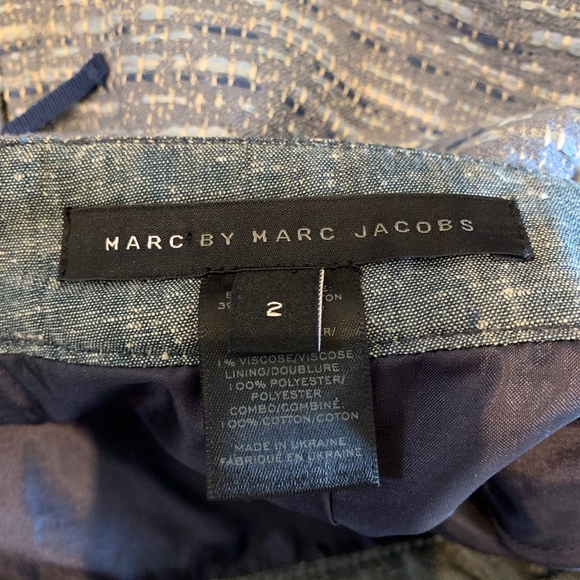 MARC BY MARC JACOBS
2
1% VISCOSE/VISCOSE
LINING/DOUBLURE
100% POLYESTER/
POLYESTER
COMBO/COMBINÉ:
100% COTTON/COTON
MADE IN UKRAINE
FABRIQUÉ EN UKRAINE